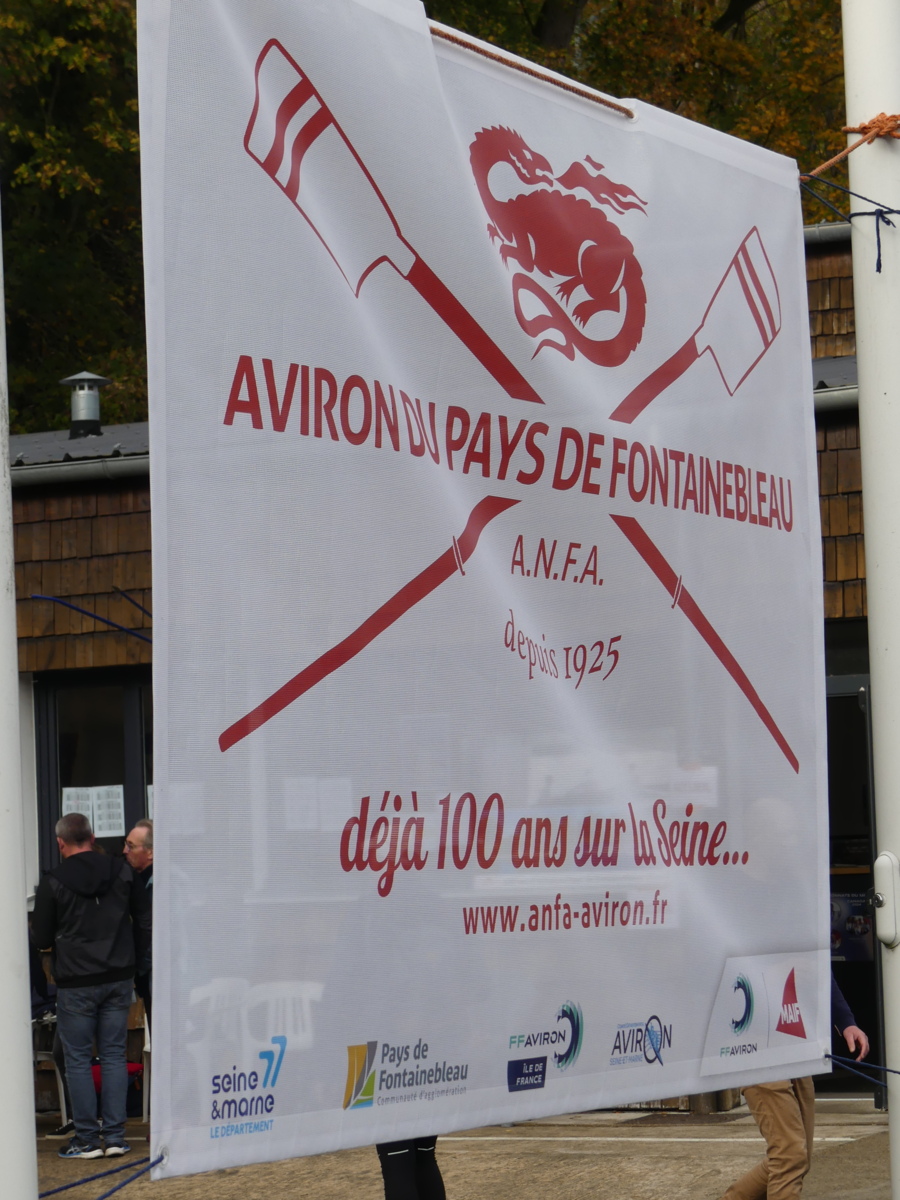 AVIRON DU PAYS DE FONTAINEBLEAU
A.N.F.A.
depuis 1925
déjà 100 ans sur la Seine...
www.anfa-aviron.fr
seine & marne 77
LE DÉPARTEMENT
Pays de Fontainebleau
Communauté d'agglomération
FFAVIRON
ÎLE DE FRANCE
AVIRON
SEINE ET MARNE
FFAVIRON
MAIF